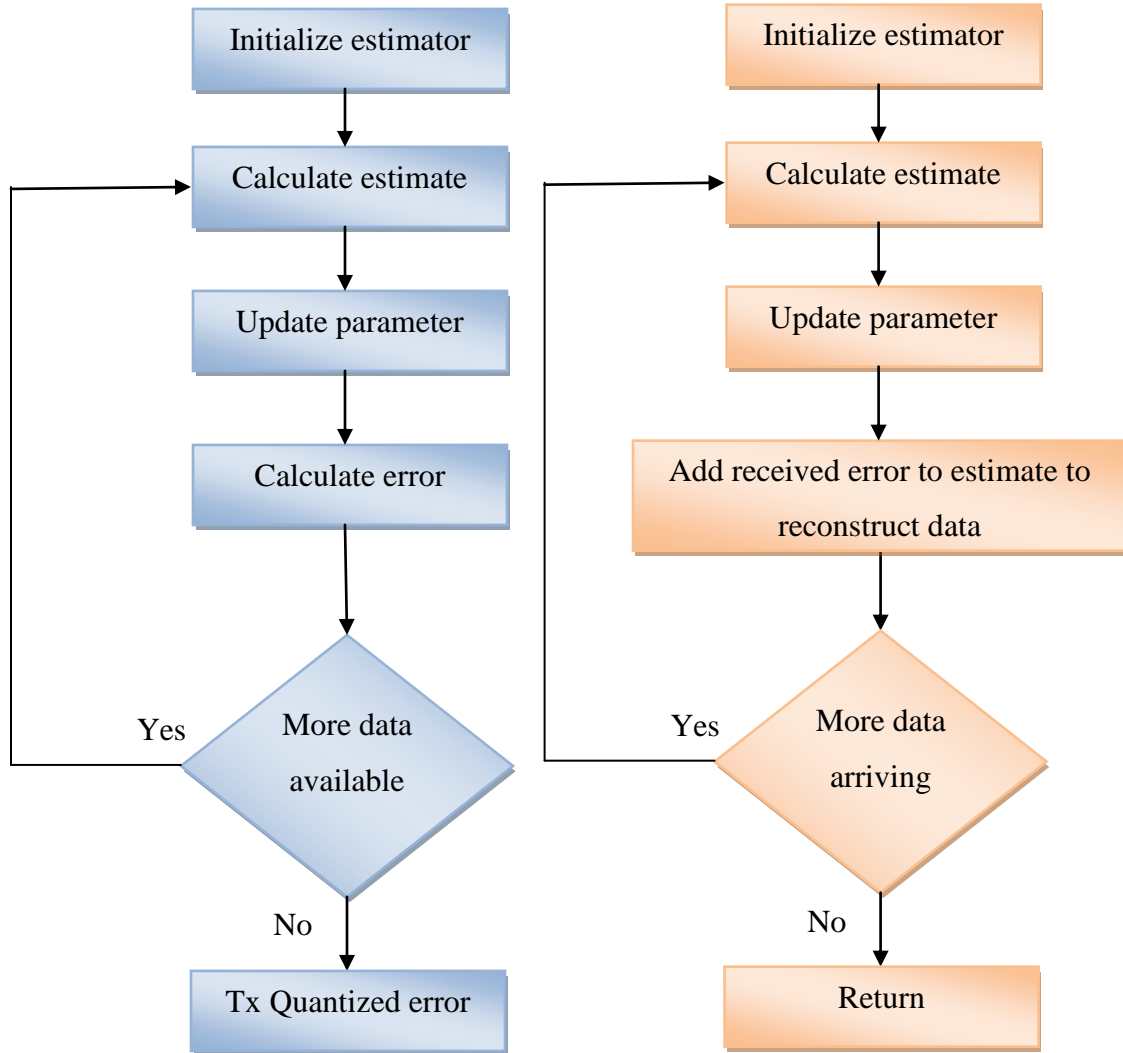 Initialize estimator
Calculate estimate
Update parameter
Calculate error
More data
available
Yes
No
Tx Quantized error
Initialize estimator
Calculate estimate
Update parameter
Add received error to estimate to
reconstruct data
More data
arriving
Yes
No
Return